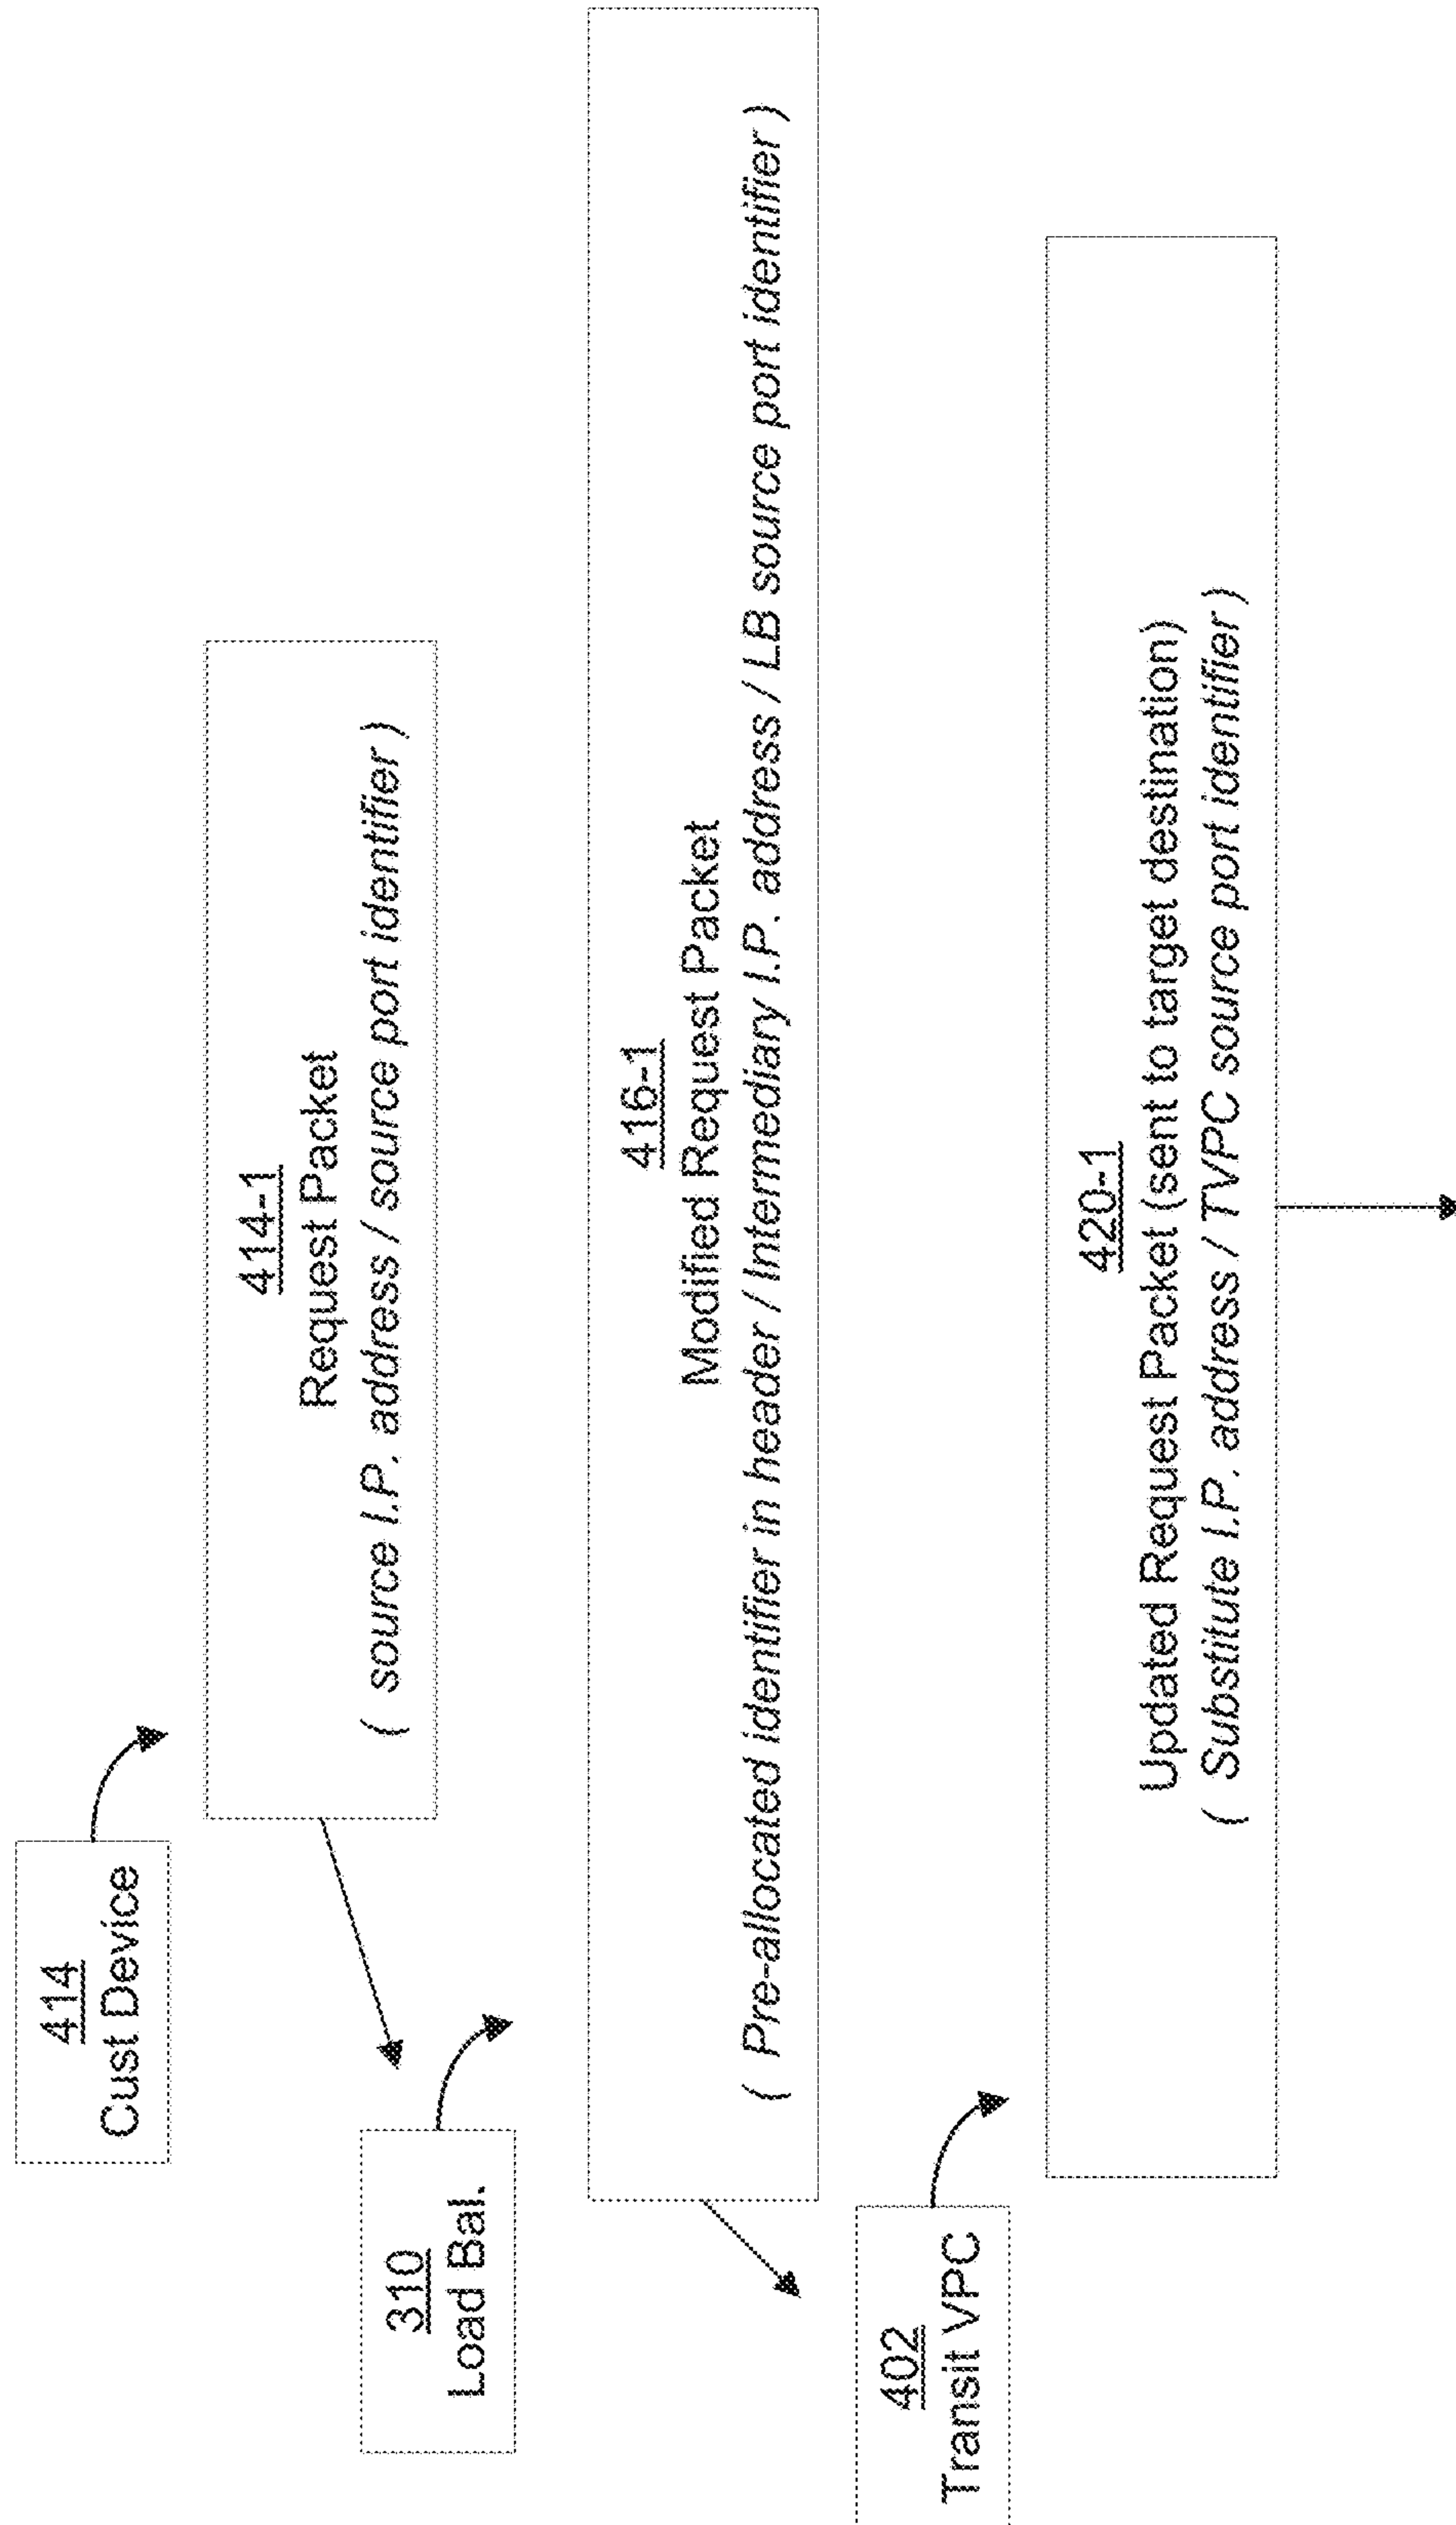 414
Cust Device
414-1
Request Packet
( source I.P. address / source port identifier )
310
Load Bal.
416-1
Modified Request Packet
( Pre-allocated identifier in header / Intermediary I.P. address / LB source port identifier )
402
Transit VPC
420-1
Updated Request Packet (sent to target destination)
( Substitute I.P. address / TVPC source port identifier )